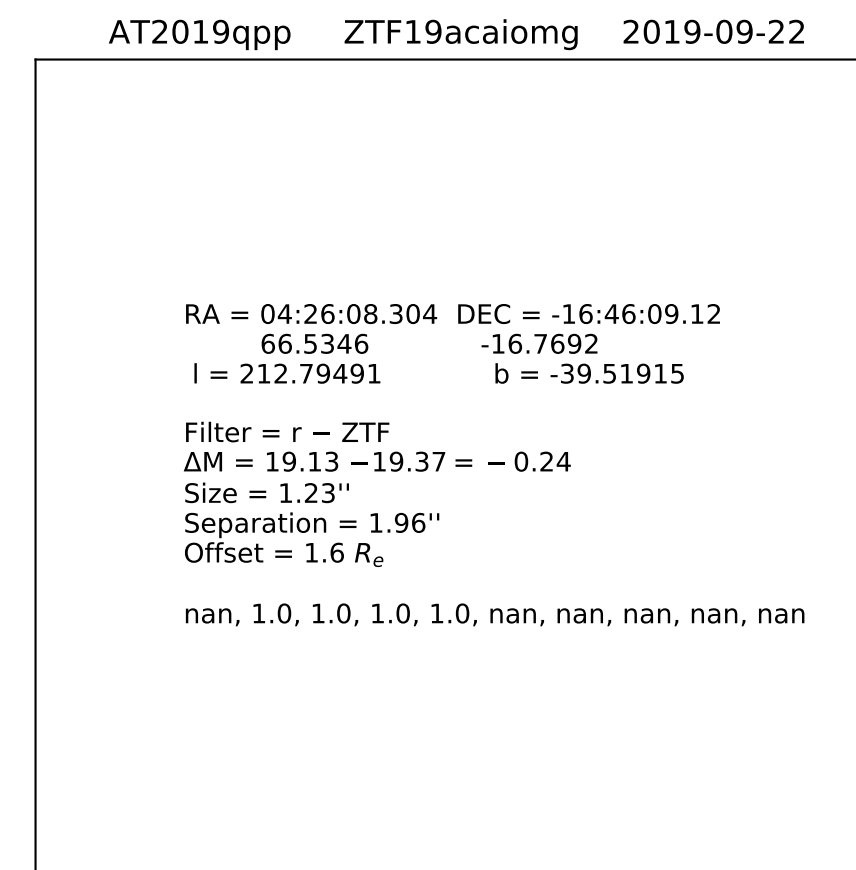 AT2019qpp ZTF19acaiomg 2019-09-22
RA = 04:26:08.304 DEC = -16:46:09.12
66.5346 -16.7692
l = 212.79491 b = -39.51915
Filter = r − ZTF
ΔM = 19.13 −19.37 = − 0.24
Size = 1.23''
Separation = 1.96''
Offset = 1.6 Re
nan, 1.0, 1.0, 1.0, 1.0, nan, nan, nan, nan, nan